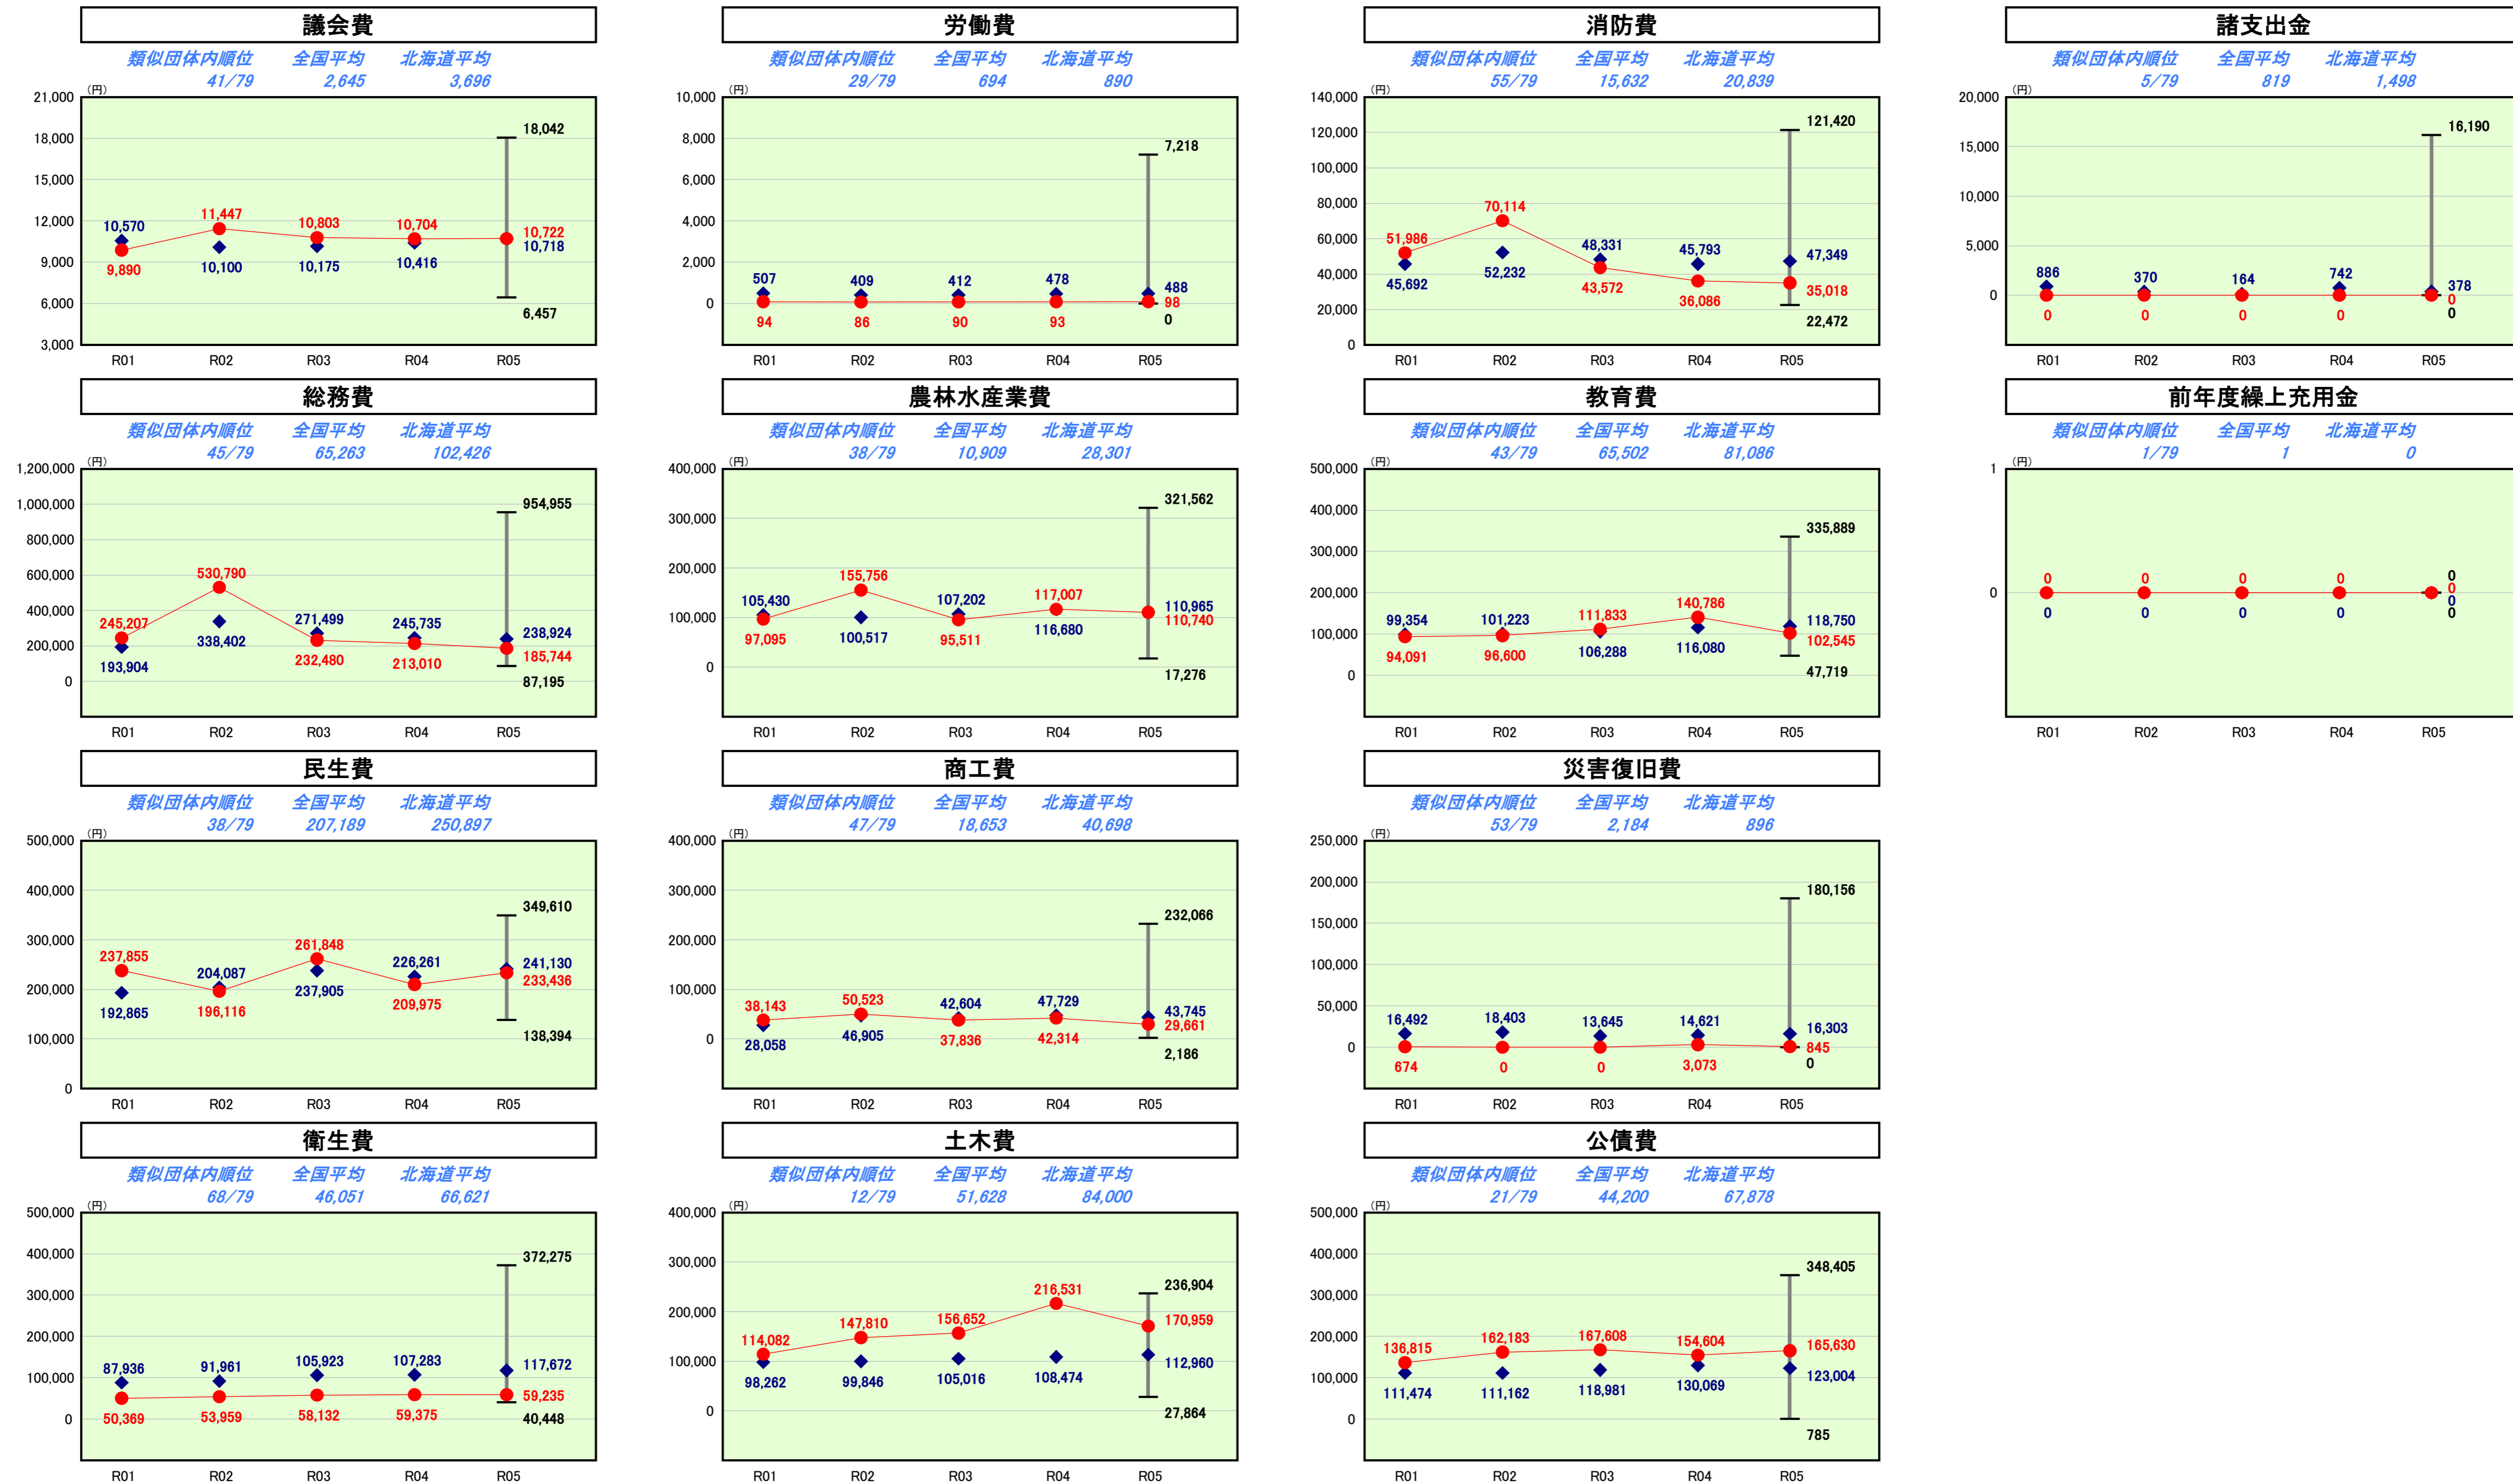 議会費
類似団体内順位 全国平均 北海道平均
41/79 2,645 3,696
(円)
21,000
18,000
15,000
12,000
9,000
6,000
3,000
18,042
10,570 11,447 10,803 10,704 10,722
9,890 10,100 10,175 10,416 10,718
6,457
R01 R02 R03 R04 R05
労働費
類似団体内順位 全国平均 北海道平均
29/79 694 890
(円)
10,000
8,000
6,000
4,000
2,000
0
7,218
507 409 412 478 488
94 86 90 93 98
0
R01 R02 R03 R04 R05
消防費
類似団体内順位 全国平均 北海道平均
55/79 15,632 20,839
(円)
140,000
120,000
100,000
80,000
60,000
40,000
20,000
0
121,420
51,986 70,114 48,331 45,793 47,349
45,692 52,232 43,572 36,086 35,018
22,472
R01 R02 R03 R04 R05
諸支出金
類似団体内順位 全国平均 北海道平均
5/79 819 1,498
(円)
20,000
15,000
10,000
5,000
0
16,190
886 370 164 742 378
0 0 0 0 0
0
R01 R02 R03 R04 R05
総務費
類似団体内順位 全国平均 北海道平均
45/79 65,263 102,426
(円)
1,200,000
1,000,000
800,000
600,000
400,000
200,000
0
954,955
245,207 530,790 271,499 245,735 238,924
193,904 338,402 232,480 213,010 185,744
87,195
R01 R02 R03 R04 R05
農林水産業費
類似団体内順位 全国平均 北海道平均
38/79 10,909 28,301
(円)
400,000
300,000
200,000
100,000
0
321,562
105,430 155,756 107,202 117,007 110,965
97,095 100,517 95,511 116,680 110,740
17,276
R01 R02 R03 R04 R05
教育費
類似団体内順位 全国平均 北海道平均
43/79 65,502 81,086
(円)
500,000
400,000
300,000
200,000
100,000
0
335,889
99,354 101,223 111,833 140,786 118,750
94,091 96,600 106,288 116,080 102,545
47,719
R01 R02 R03 R04 R05
前年度繰上充用金
類似団体内順位 全国平均 北海道平均
1/79 1 0
(円)
1
0
0
0 0 0 0 0
0 0 0 0 0
0
R01 R02 R03 R04 R05
民生費
類似団体内順位 全国平均 北海道平均
38/79 207,189 250,897
(円)
500,000
400,000
300,000
200,000
100,000
0
349,610
237,855 204,087 261,848 226,261 241,130
192,865 196,116 237,905 209,975 233,436
138,394
R01 R02 R03 R04 R05
商工費
類似団体内順位 全国平均 北海道平均
47/79 18,653 40,698
(円)
400,000
300,000
200,000
100,000
0
232,066
38,143 50,523 42,604 47,729 43,745
28,058 46,905 37,836 42,314 29,661
2,186
R01 R02 R03 R04 R05
災害復旧費
類似団体内順位 全国平均 北海道平均
53/79 2,184 896
(円)
250,000
200,000
150,000
100,000
50,000
0
180,156
16,492 18,403 13,645 14,621 16,303
674 0 0 3,073 845
0
R01 R02 R03 R04 R05
衛生費
類似団体内順位 全国平均 北海道平均
68/79 46,051 66,621
(円)
500,000
400,000
300,000
200,000
100,000
0
372,275
87,936 91,961 105,923 107,283 117,672
50,369 53,959 58,132 59,375 59,235
40,448
R01 R02 R03 R04 R05
土木費
類似団体内順位 全国平均 北海道平均
12/79 51,628 84,000
(円)
400,000
300,000
200,000
100,000
0
236,904
114,082 147,810 156,652 216,531 170,959
98,262 99,846 105,016 108,474 112,960
27,864
R01 R02 R03 R04 R05
公債費
類似団体内順位 全国平均 北海道平均
21/79 44,200 67,878
(円)
500,000
400,000
300,000
200,000
100,000
0
348,405
136,815 162,183 167,608 154,604 165,630
111,474 111,162 118,981 130,069 123,004
785
R01 R02 R03 R04 R05